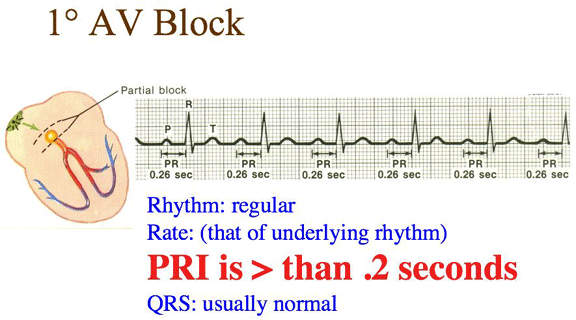 1° AV Block
Partial block
R
P T
PR PR PR PR PR PR
0.26 sec 0.26 sec 0.26 sec 0.26 sec 0.26 sec 0.26 sec
Rhythm: regular
Rate: (that of underlying rhythm)
PRI is > than .2 seconds
QRS: usually normal